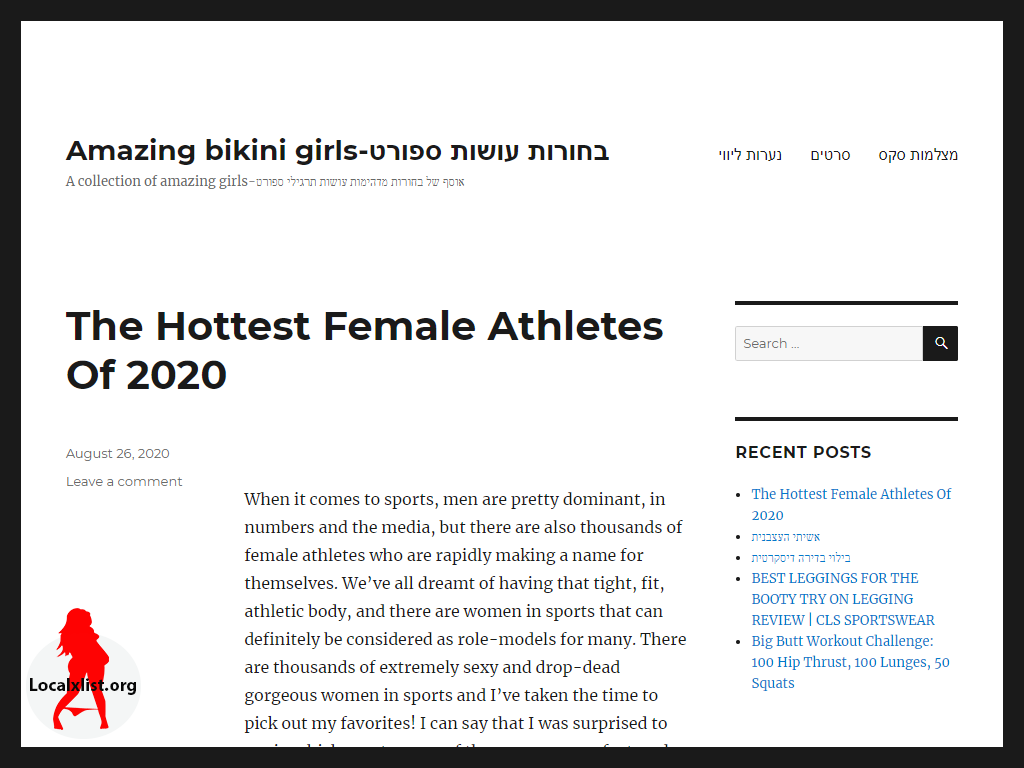 Amazing bikini girls-בחורות עושות ספורט
A collection of amazing girls-אוסף של בחורות מדהימות עושות תרגילי ספורט
נערות ליווי
סרטים
מצלמות סקס
The Hottest Female Athletes
Of 2020
August 26, 2020
Leave a comment
When it comes to sports, men are pretty dominant, in
numbers and the media, but there are also thousands of
female athletes who are rapidly making a name for
themselves. We’ve all dreamt of having that tight, fit,
athletic body, and there are women in sports that can
definitely be considered as role-models for many. There
are thousands of extremely sexy and drop-dead
gorgeous women in sports and I’ve taken the time to
pick out my favorites! I can say that I was surprised to
Search …
RECENT POSTS
The Hottest Female Athletes Of
2020
אשיתי העצבנית
בילוי בדירה דיסקרטית
BEST LEGGINGS FOR THE
BOOTY TRY ON LEGGING
REVIEW | CLS SPORTSWEAR
Big Butt Workout Challenge:
100 Hip Thrust, 100 Lunges, 50
Squats
Localxlist.org